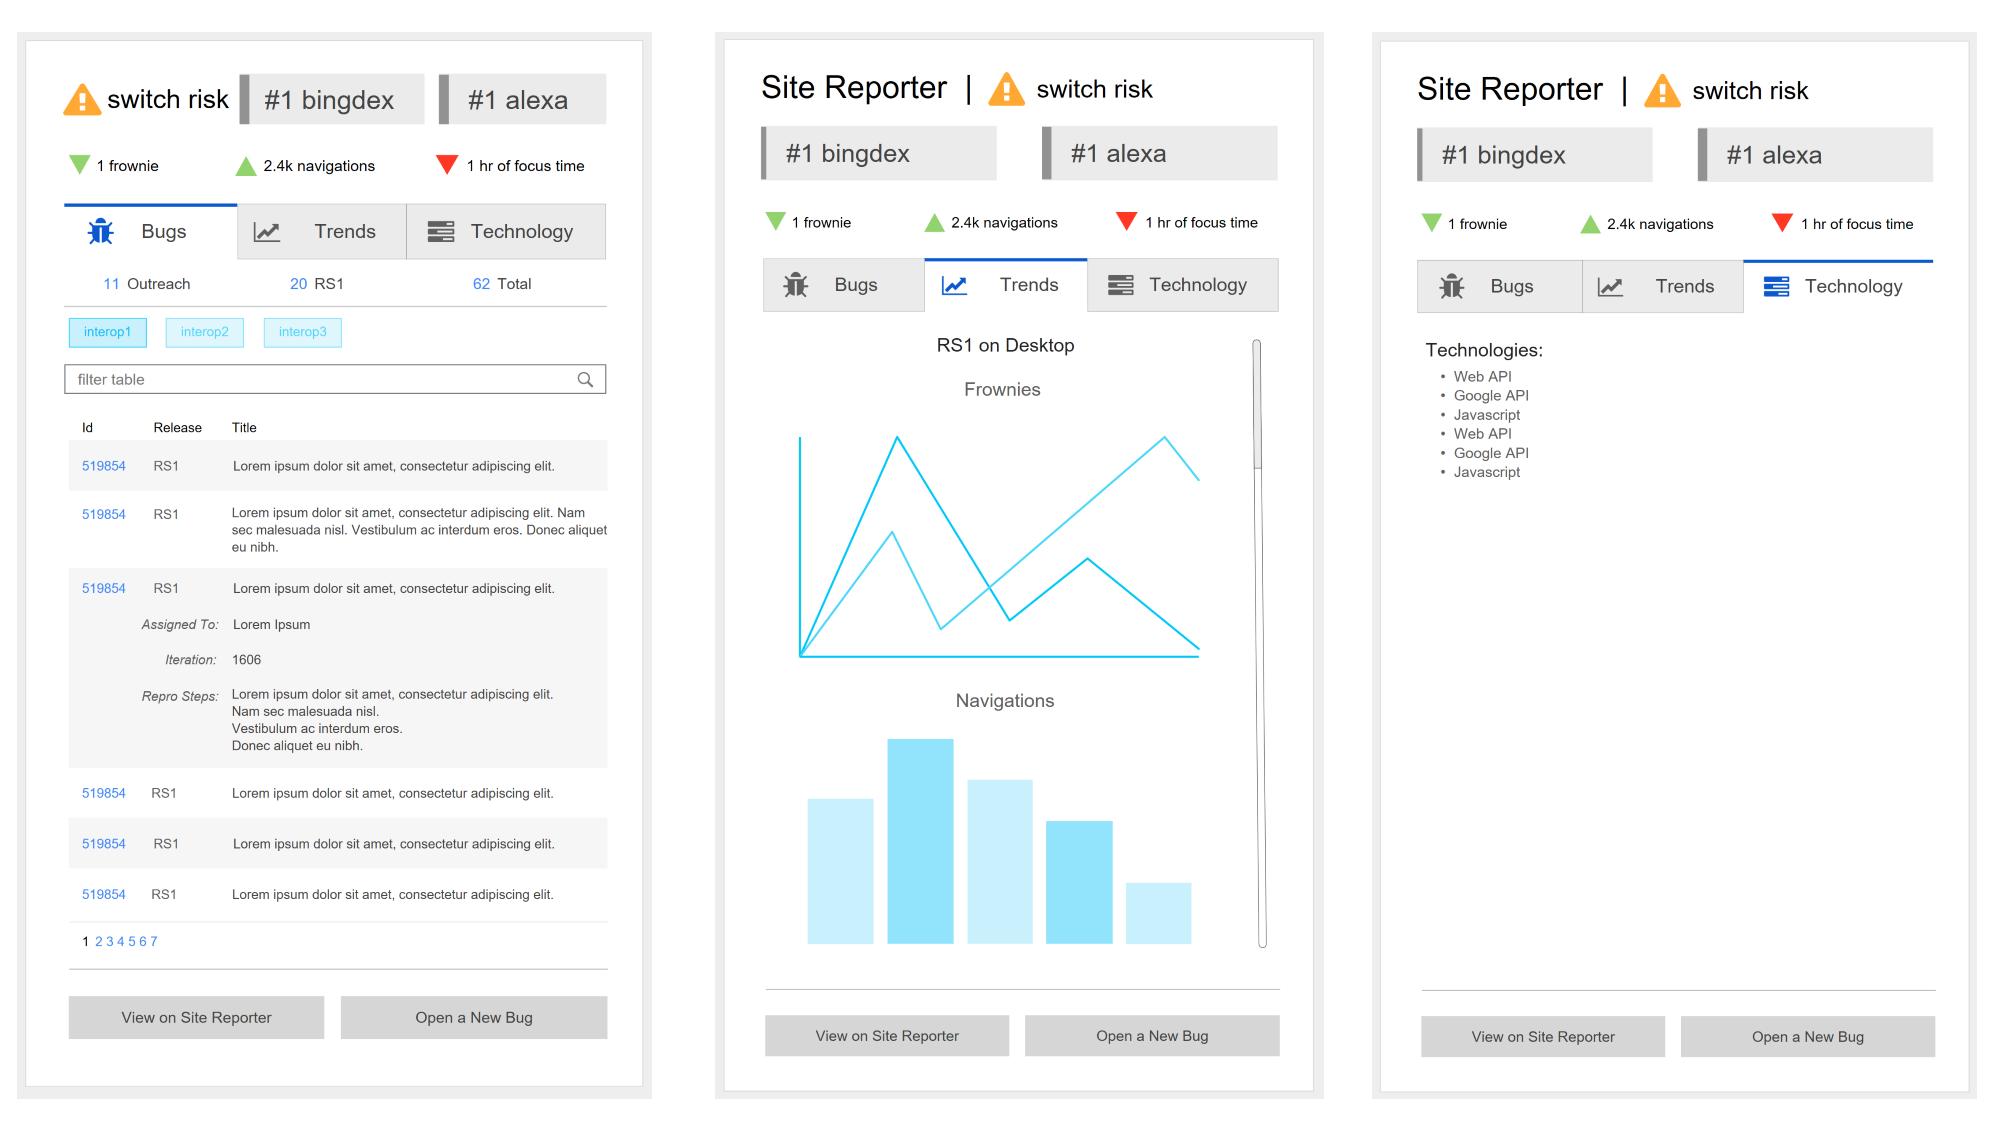 switch risk
#1 bingdex
#1 alexa
1 frownie
2.4k navigations
1 hr of focus time
Bugs
Trends
Technology
11 Outreach
20 RS1
62 Total
interop1
interop2
interop3
filter table
Id Release Title
519854 RS1 Lorem ipsum dolor sit amet, consectetur adipiscing elit.
519854 RS1 Lorem ipsum dolor sit amet, consectetur adipiscing elit. Nam
sec malesuada nisl. Vestibulum ac interdum eros. Donec aliquet
eu nibh.
519854 RS1 Lorem ipsum dolor sit amet, consectetur adipiscing elit.
Assigned To: Lorem Ipsum
Iteration: 1606
Repro Steps: Lorem ipsum dolor sit amet, consectetur adipiscing elit.
Nam sec malesuada nisl.
Vestibulum ac interdum eros.
Donec aliquet eu nibh.
519854 RS1 Lorem ipsum dolor sit amet, consectetur adipiscing elit.
519854 RS1 Lorem ipsum dolor sit amet, consectetur adipiscing elit.
519854 RS1 Lorem ipsum dolor sit amet, consectetur adipiscing elit.
1 2 3 4 5 6 7
View on Site Reporter
Open a New Bug
Site Reporter | switch risk
#1 bingdex
#1 alexa
1 frownie
2.4k navigations
1 hr of focus time
Bugs
Trends
Technology
RS1 on Desktop
Frownies
Navigations
View on Site Reporter
Open a New Bug
Site Reporter | switch risk
#1 bingdex
#1 alexa
1 frownie
2.4k navigations
1 hr of focus time
Bugs
Trends
Technology
Technologies:
• Web API
• Google API
• Javascript
• Web API
• Google API
• Javascript
View on Site Reporter
Open a New Bug